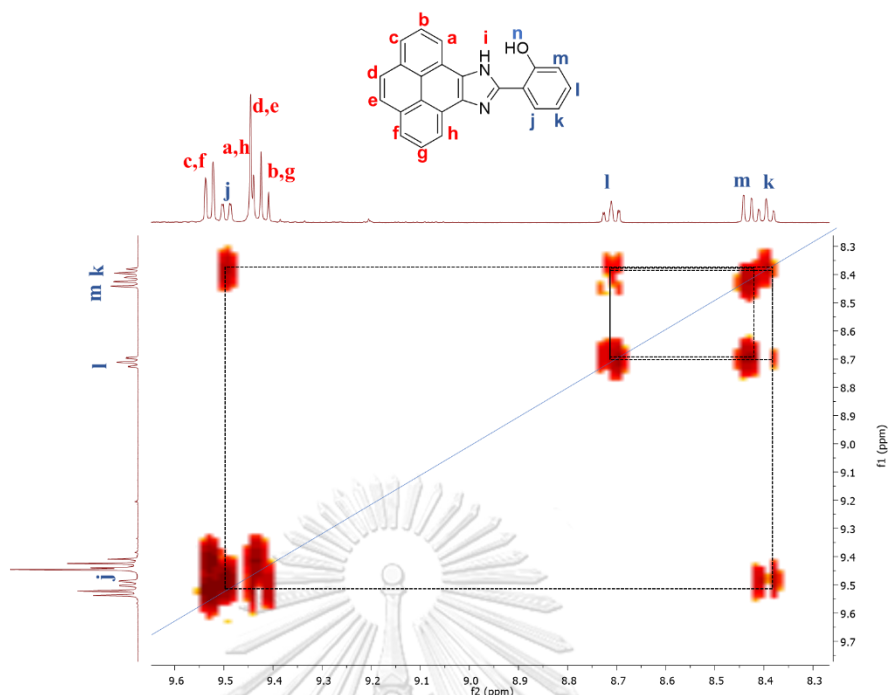 b
c
a
i
n
H
N
HO
m
d
l
e
N
j
k
f
h
g
d,e
c,f
a,h
j
b,g
l
m
k
m k
l
j
8.3
8.4
8.5
8.6
8.7
8.8
8.9
9.0
9.1
9.2
9.3
9.4
9.5
9.6
9.7
f1 (ppm)
9.6 9.5 9.4 9.3 9.2 9.1 9.0 8.9 8.8 8.7 8.6 8.5 8.4 8.3
f2 (ppm)